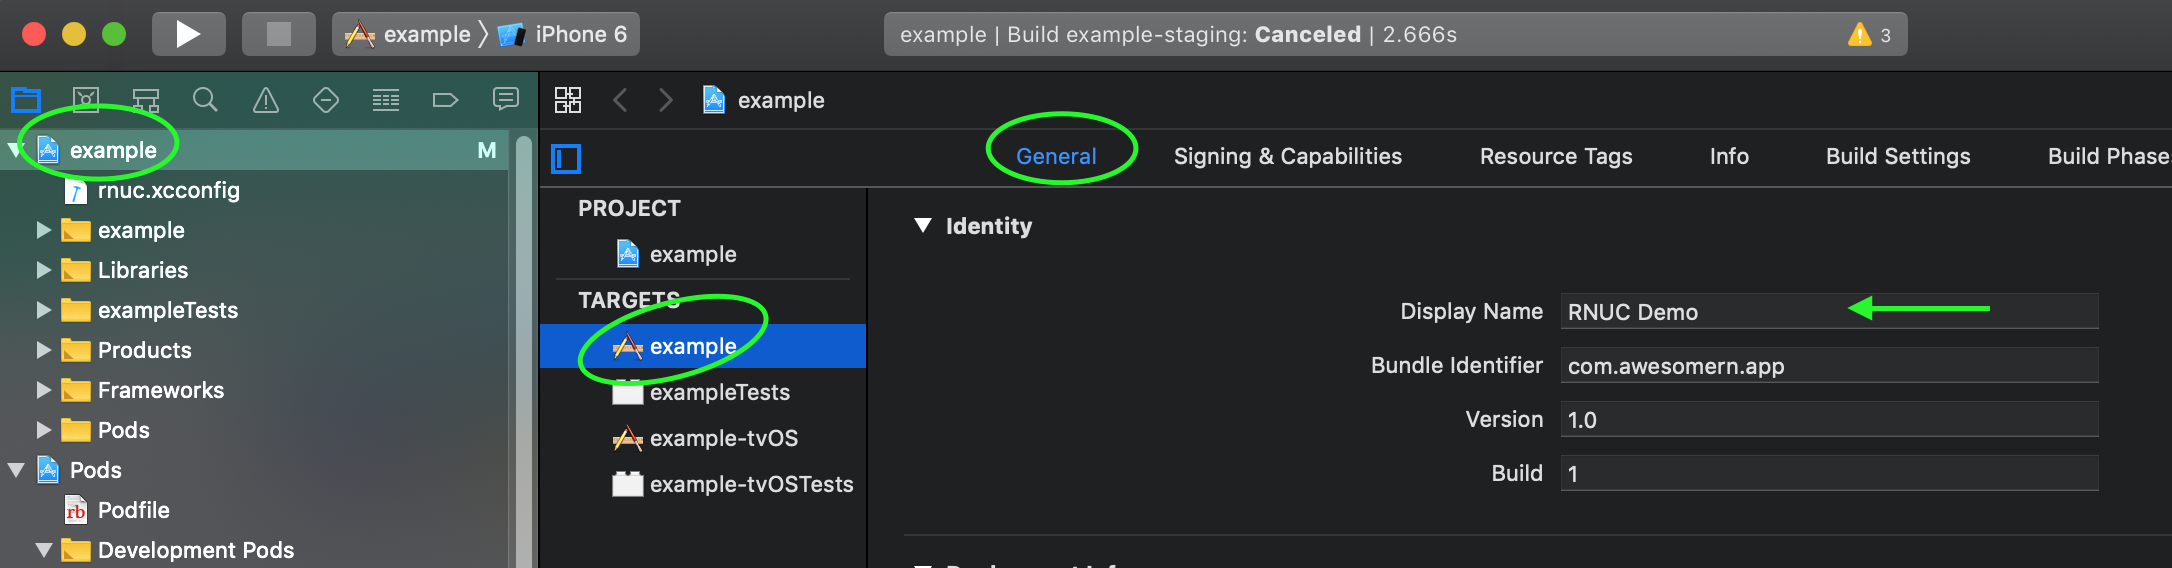 example 〉 iPhone 6
example | Build example-staging: Canceled | 2.666s
3
example
example
M
rnuc.xcconfig
example
Libraries
exampleTests
Products
Frameworks
Pods
Pods
rb
Podfile
Development Pods
General
Signing & Capabilities
Resource Tags
Info
Build Settings
Build Phases
PROJECT
example
TARGETS
example
exampleTests
example-tvOS
example-tvOSTests
Identity
Display Name
RNUC Demo
Bundle Identifier
com.awesomern.app
Version
1.0
Build
1